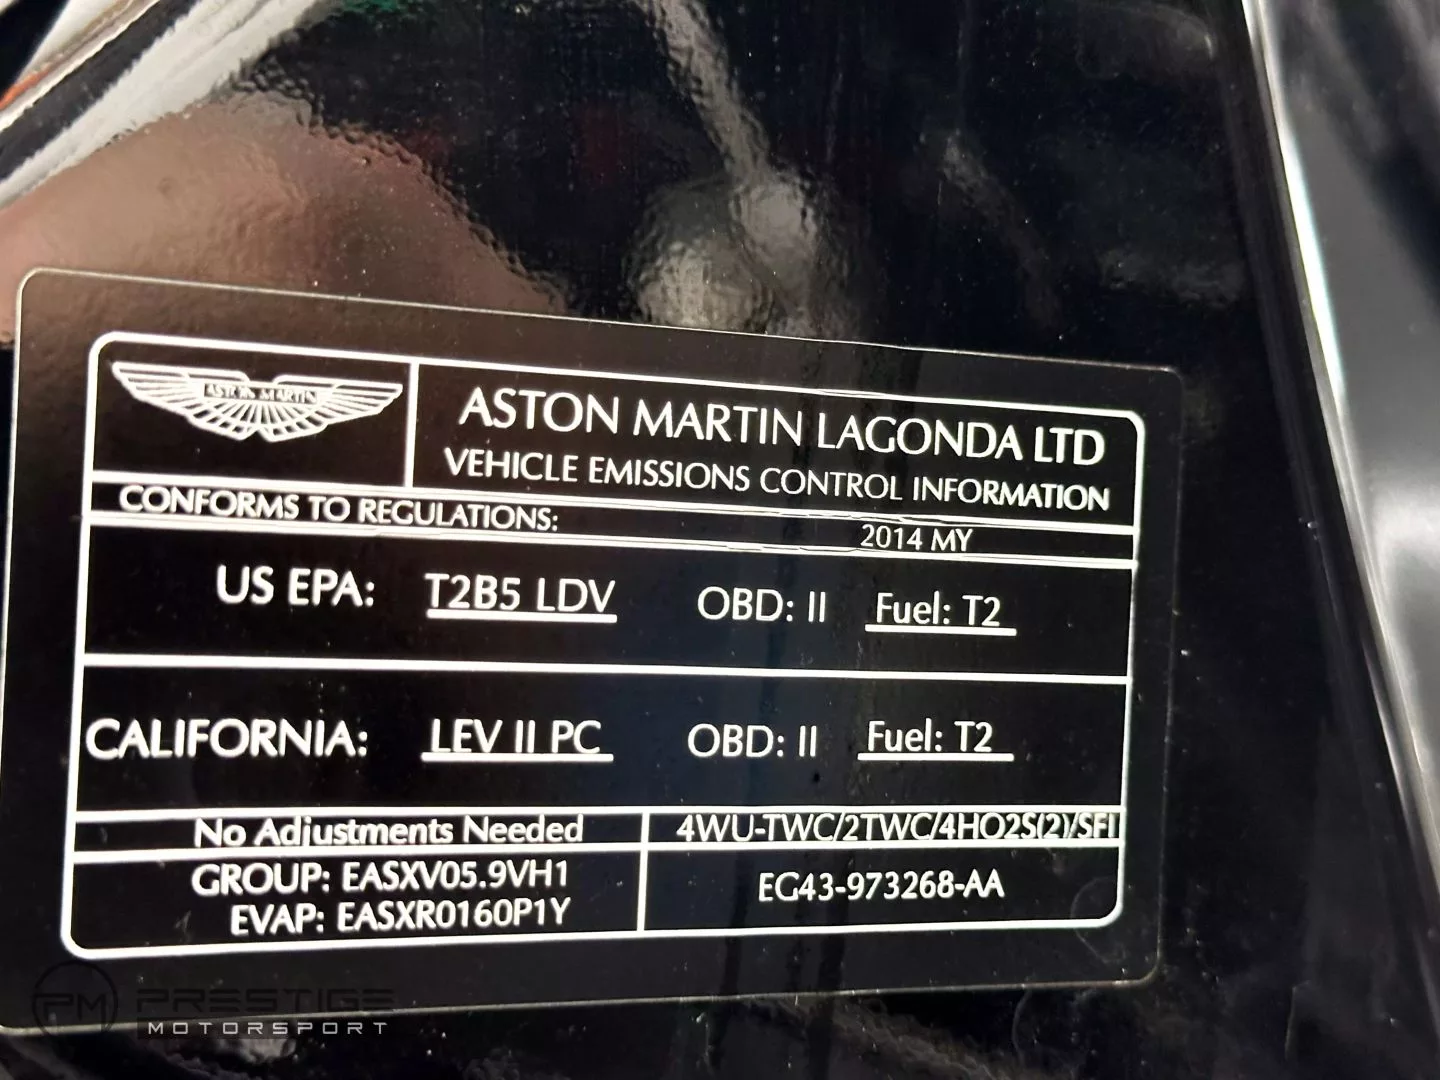 ASTON MARTIN
ASTON MARTIN LAGONDA LTD
VEHICLE EMISSIONS CONTROL INFORMATION
CONFORMS TO REGULATIONS: 2014 MY
US EPA: T2B5 LDV OBD: II Fuel: T2
CALIFORNIA: LEV II PC OBD: II Fuel: T2
No Adjustments Needed 4WU-TWC/2TWC/4HO2S(2)/SFI
GROUP: EASXV05.9VH1
EVAP: EASXR0160P1Y
EG43-973268-AA
PM PRESTIGE
MOTORSPORT